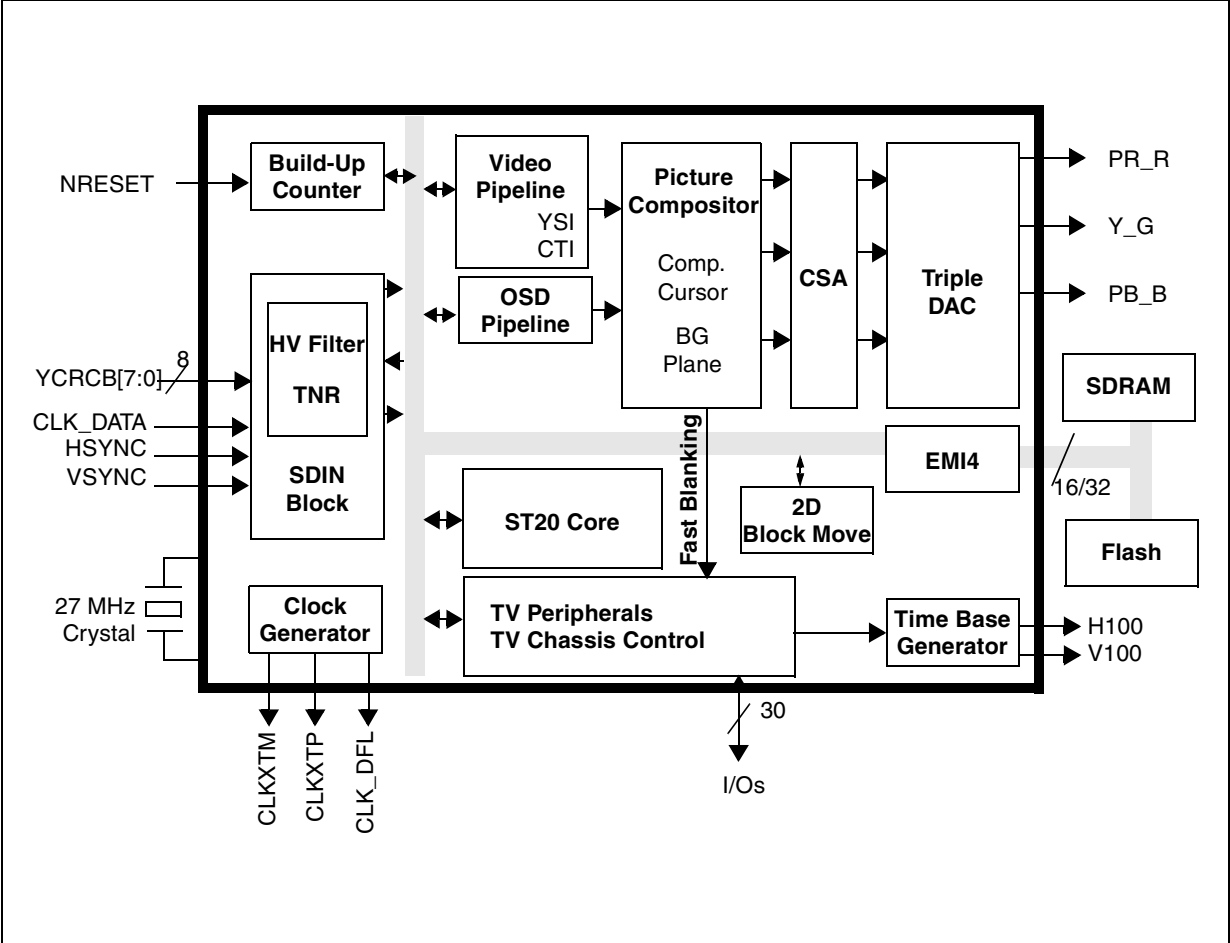 NRESET
Build-Up
Counter
Video
Pipeline
YSI
CTI
OSD
Pipeline
Picture
Compositor
Comp.
Cursor
BG
Plane
CSA
Triple
DAC
PR_R
Y_G
PB_B
HV Filter
TNR
SDIN
Block
8
YCRCB[7:0]
CLK_DATA
HSYNC
VSYNC
SDRAM
EMI4
16/32
Flash
Fast Blanking
ST20 Core
2D
Block Move
27 MHz
Crystal
Clock
Generator
TV Peripherals
TV Chassis Control
Time Base
Generator
H100
V100
CLKXTM
CLKXTP
CLK_DFL
30
I/Os